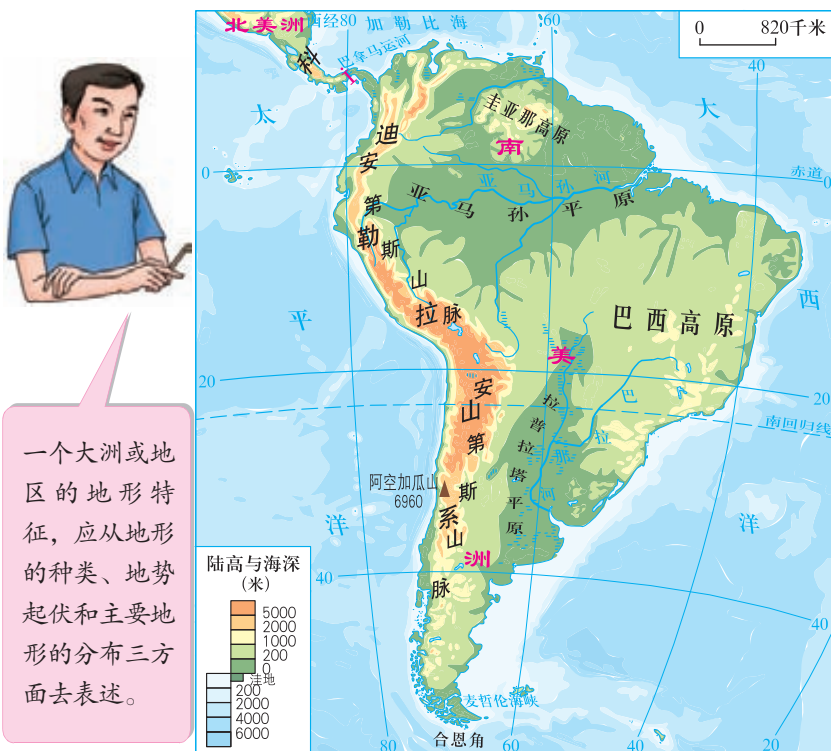 北美洲
西经80
加勒比海
60
0 820千米
巴拿马运河
40
太
大
圭亚那高原
南
0
赤道
0
亚马孙河
亚马孙平原
科迪勒拉山系
安第斯山脉
平
西
巴西高原
美
20
20
安第斯山脉
拉普拉塔平原
巴拉那河
南回归线
阿空加瓜山
6960
洋
洋
洲
40
40
麦哲伦海峡
合恩角
80
60
40
20
陆高与海深
(米)
5000
2000
1000
200
0
洼地
200
2000
4000
6000
一个大洲或地
区的地形特
征，应从地形
的种类、地势
起伏和主要地
形的分布三方
面去表述。